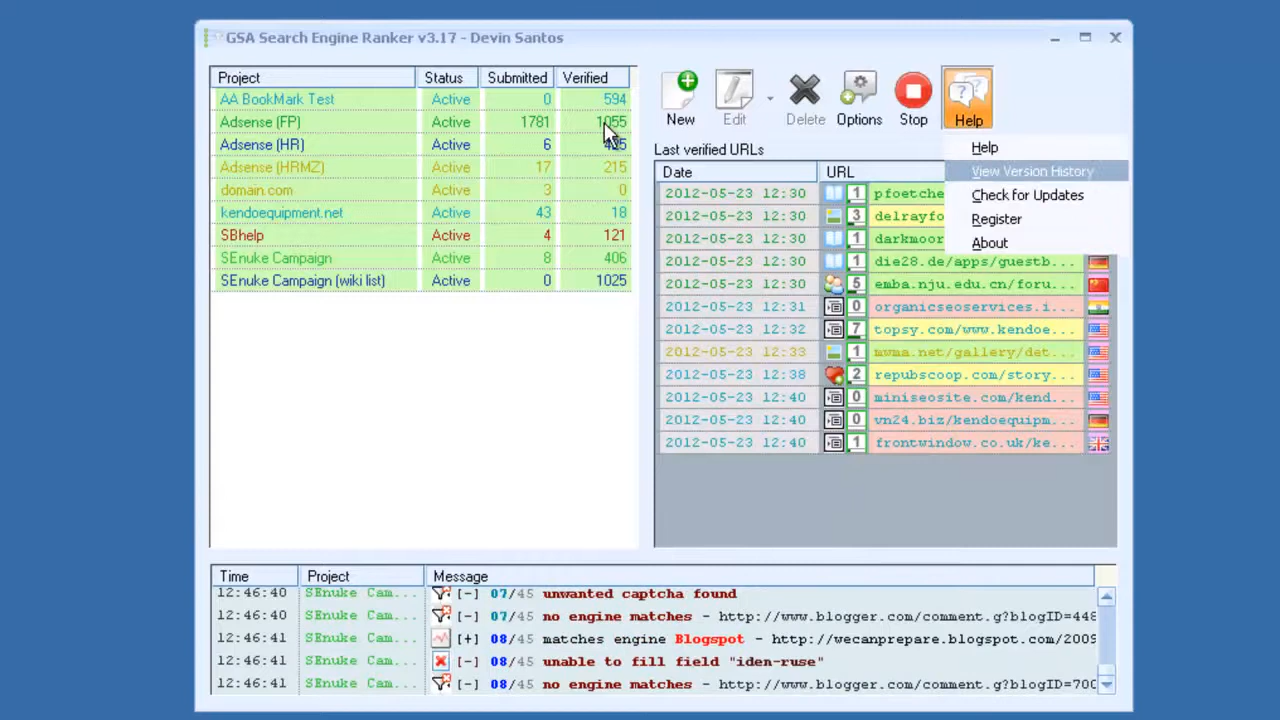 GSA Search Engine Ranker v3.17 - Devin Santos
Project Status Submitted Verified
AA BookMark Test Active 0 594
Adsense (FP) Active 1781 1055
Adsense (HR) Active 6
Adsense (HRMZ) Active 17 215
domain.com Active 3 0
kendoequipment.net Active 43 18
SBhelp Active 4 121
SEnuke Campaign Active 8 406
SEnuke Campaign (wiki list) Active 0 1025
New Edit Delete Options Stop Help
Help
View Version History
Check for Updates
Register
About
Last verified URLs
Date URL
2012-05-23 12:30 1 pfoetche
2012-05-23 12:30 3 delrayfo
2012-05-23 12:30 1 darkmoor
2012-05-23 12:30 1 die28.de/apps/guestb...
2012-05-23 12:30 5 emba.nju.edu.cn/foru...
2012-05-23 12:31 0 organicseoservices.i...
2012-05-23 12:32 7 topsy.com/www.kendoe...
2012-05-23 12:33 1 mwma.net/gallery/det...
2012-05-23 12:38 2 repubscoop.com/story...
2012-05-23 12:40 0 miniseosite.com/kend...
2012-05-23 12:40 0 vn24.biz/kendoequipm...
2012-05-23 12:40 1 frontwindow.co.uk/ke...
Time Project Message
12:46:40 SEnuke Cam... [-] 07/45 unwanted captcha found
12:46:40 SEnuke Cam... [-] 07/45 no engine matches - http://www.blogger.com/comment.g?blogID=448
12:46:41 SEnuke Cam... [+] 08/45 matches engine Blogspot - http://wecanprepare.blogspot.com/2009
12:46:41 SEnuke Cam... [-] 08/45 unable to fill field "iden-ruse"
12:46:41 SEnuke Cam... [-] 08/45 no engine matches - http://www.blogger.com/comment.g?blogID=700